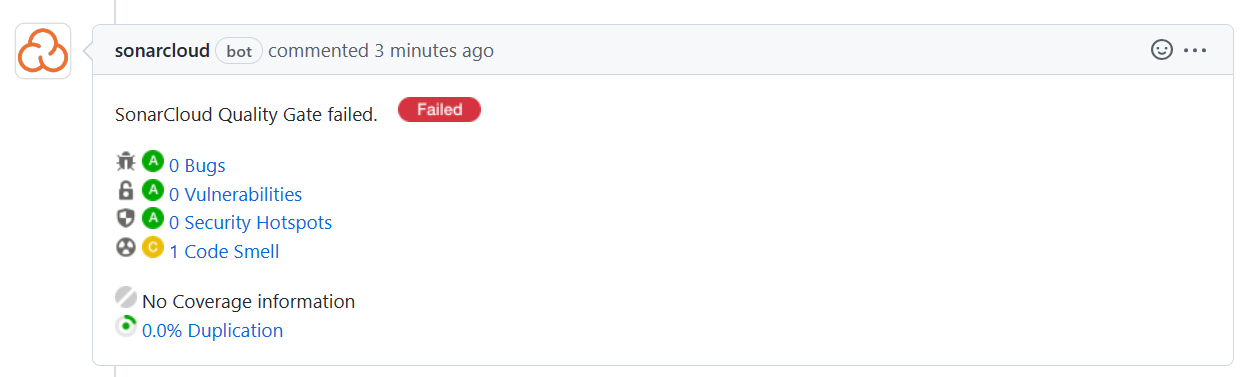 sonarcloud bot commented 3 minutes ago
SonarCloud Quality Gate failed. Failed
A 0 Bugs
A 0 Vulnerabilities
A 0 Security Hotspots
C 1 Code Smell
No Coverage information
0.0% Duplication